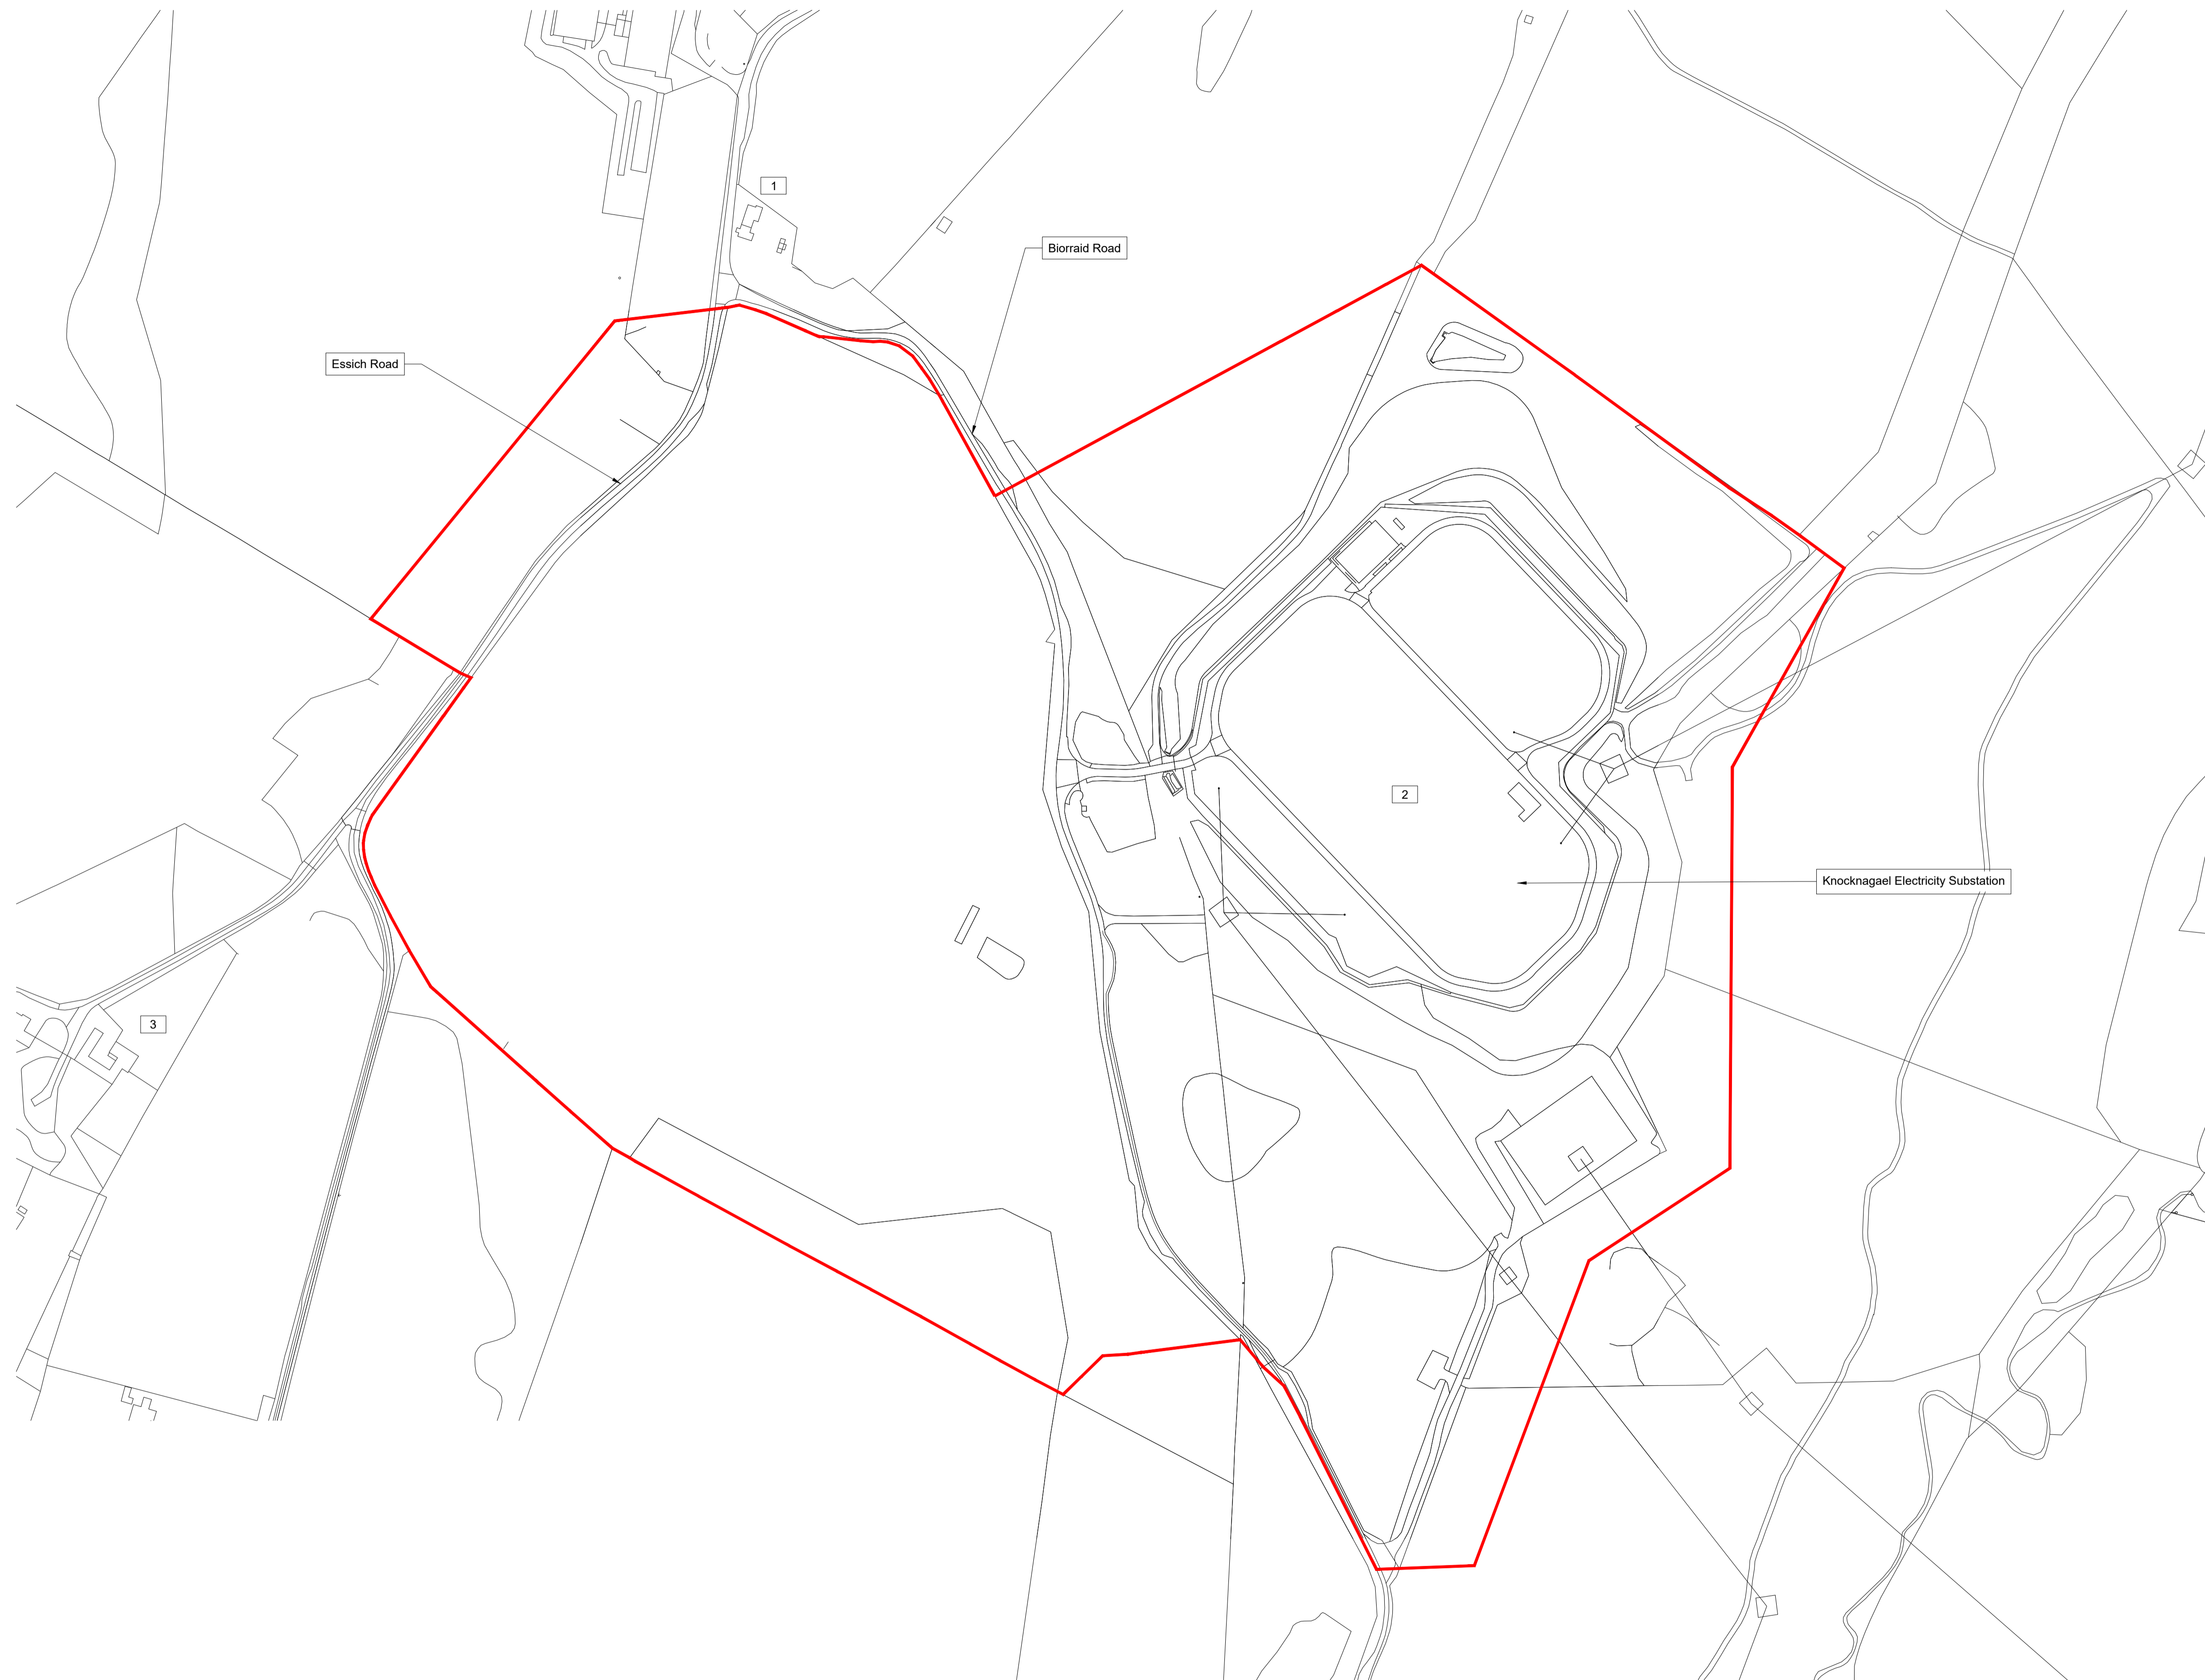 1
Biorraid Road
Essich Road
2
Knocknagael Electricity Substation
3